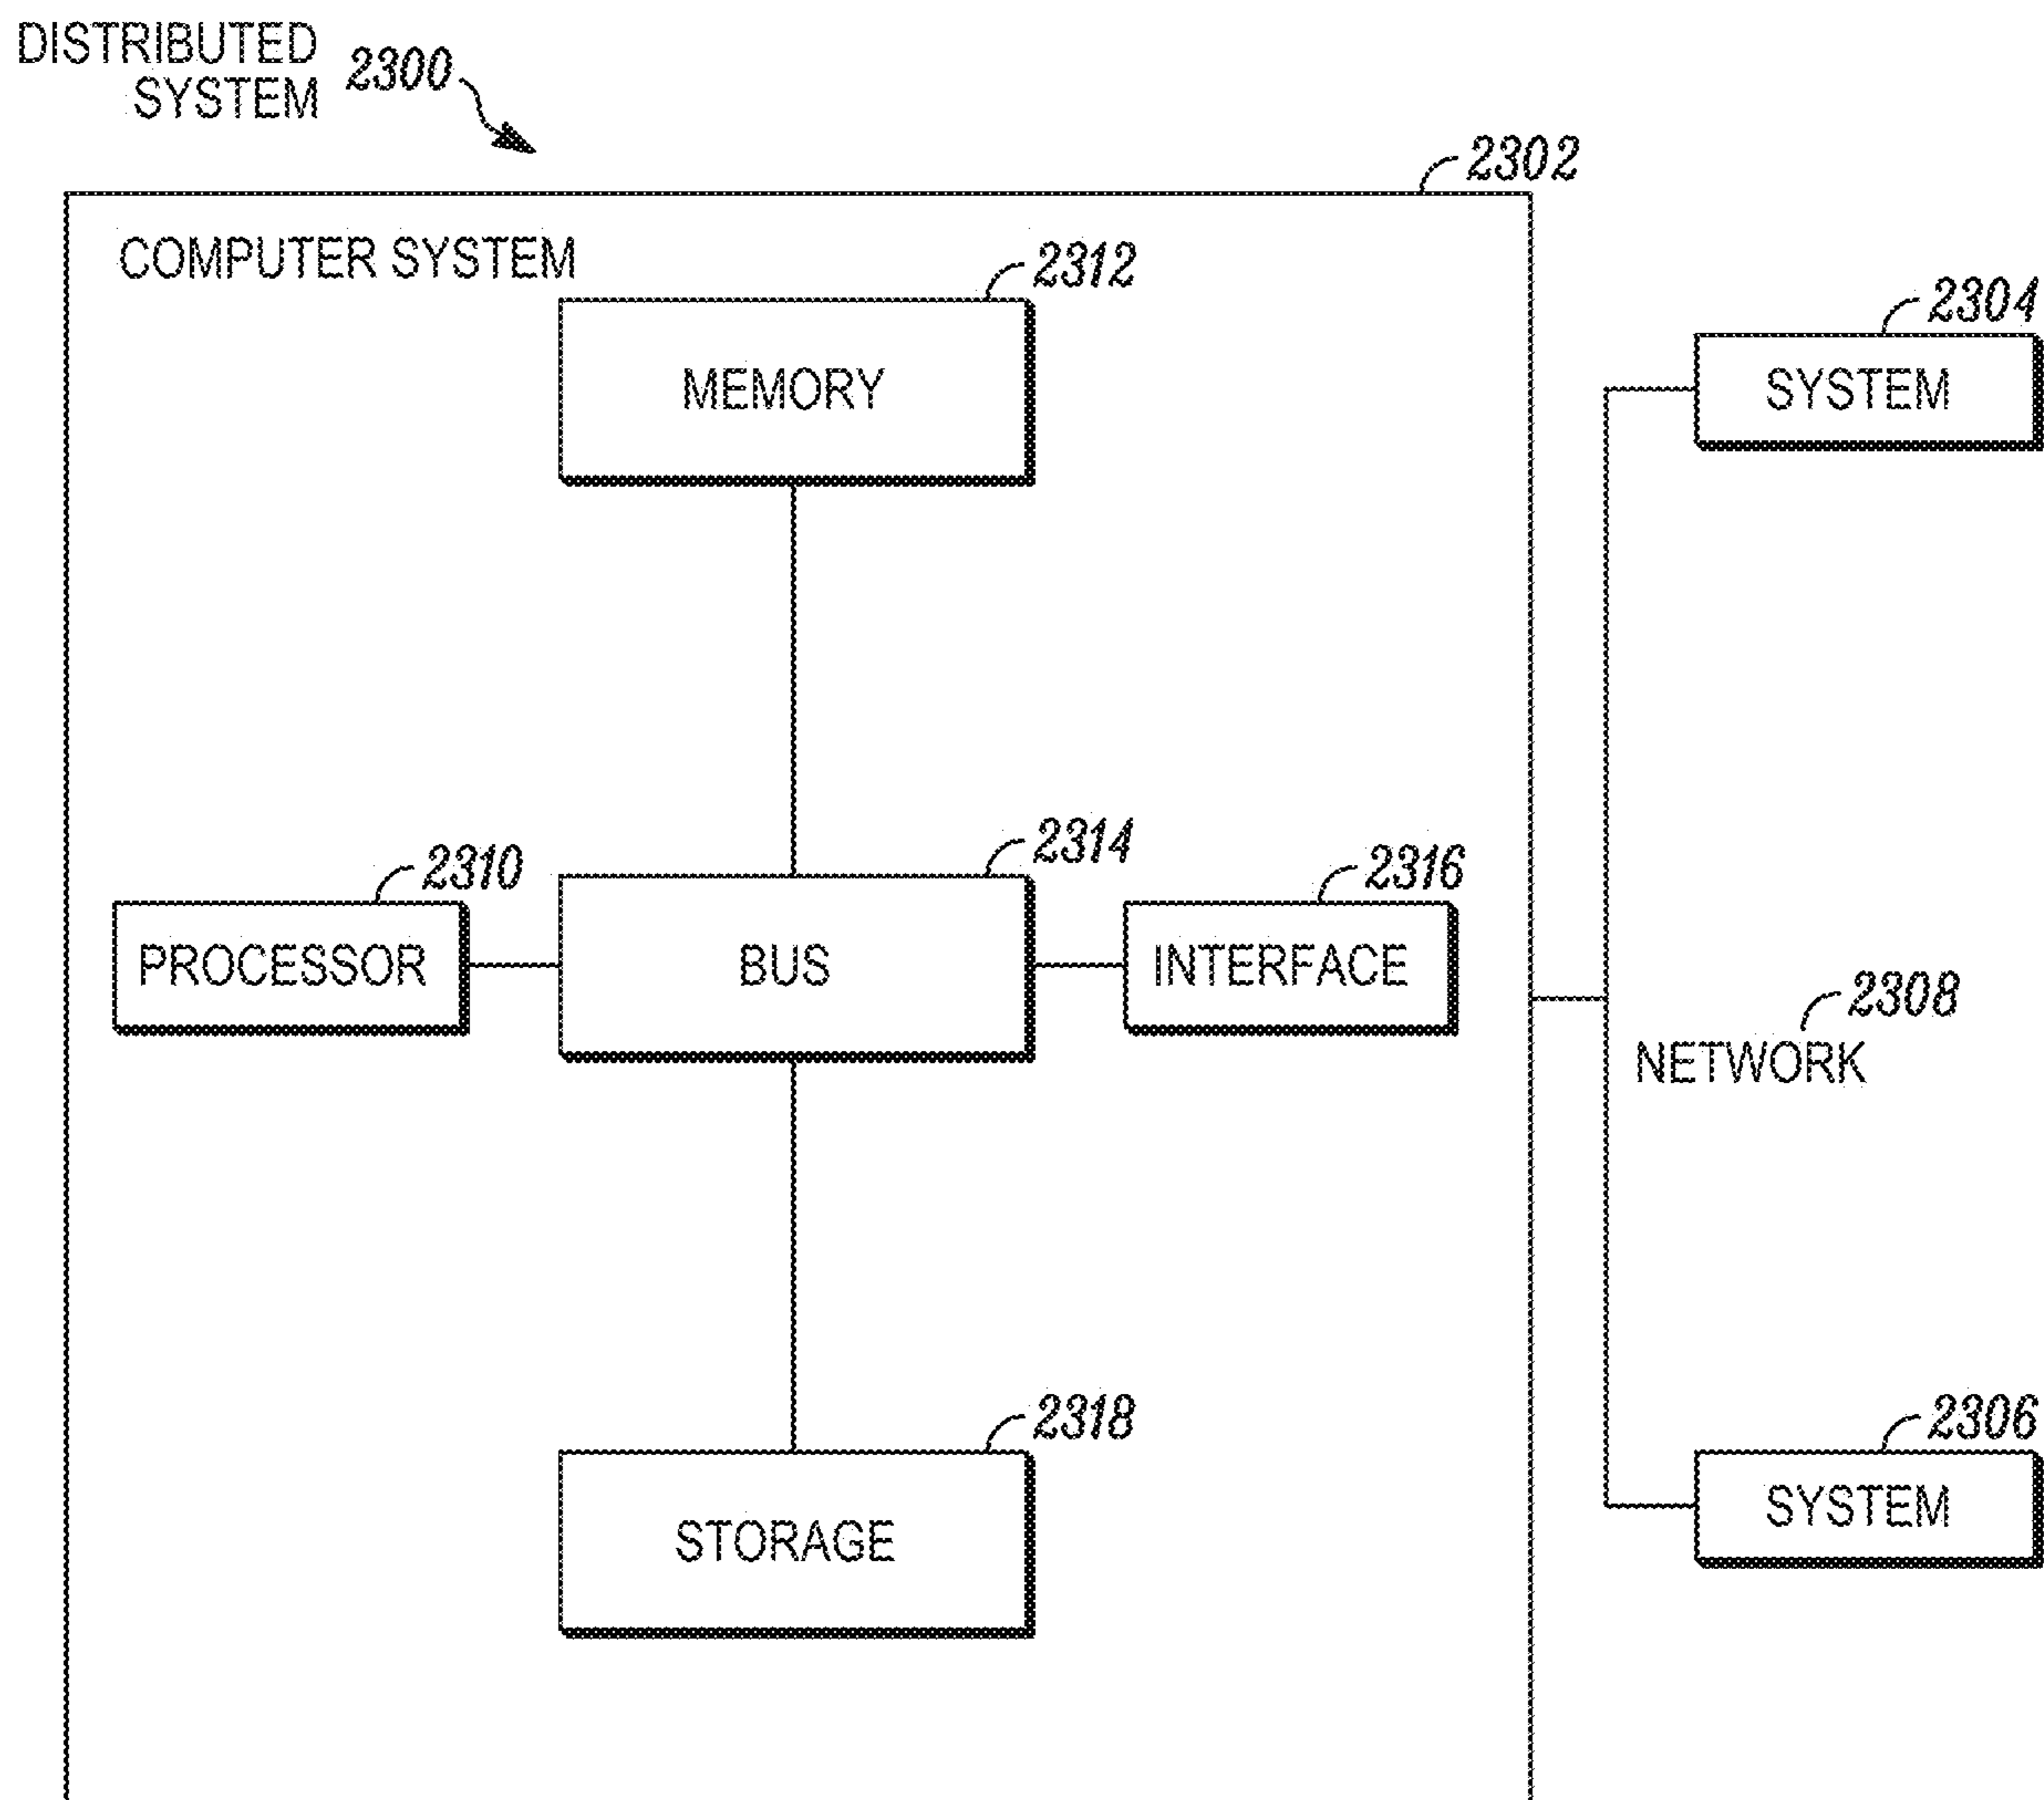 DISTRIBUTED
SYSTEM 2300
2302
COMPUTER SYSTEM
2312
MEMORY
2304
SYSTEM
2314
2310
2316
PROCESSOR
BUS
INTERFACE
2308
NETWORK
2318
STORAGE
2306
SYSTEM